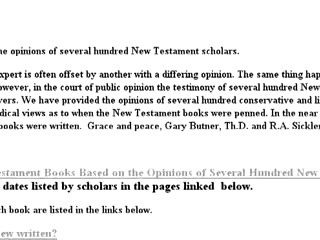 he opinions of several hundred New Testament scholars.
xpert is often offset by another with a differing opinion. The same thing hap
owever, in the court of public opinion the testimony of several hundred New
vers. We have provided the opinions of several hundred conservative and li
dical views as to when the New Testament books were penned. In the near
books were written. Grace and peace, Gary Butner, Th.D. and R.A. Sickler
estament Books Based on the Opinions of Several Hundred New
dates listed by scholars in the pages linked below.
ch book are listed in the links below.
ew written?